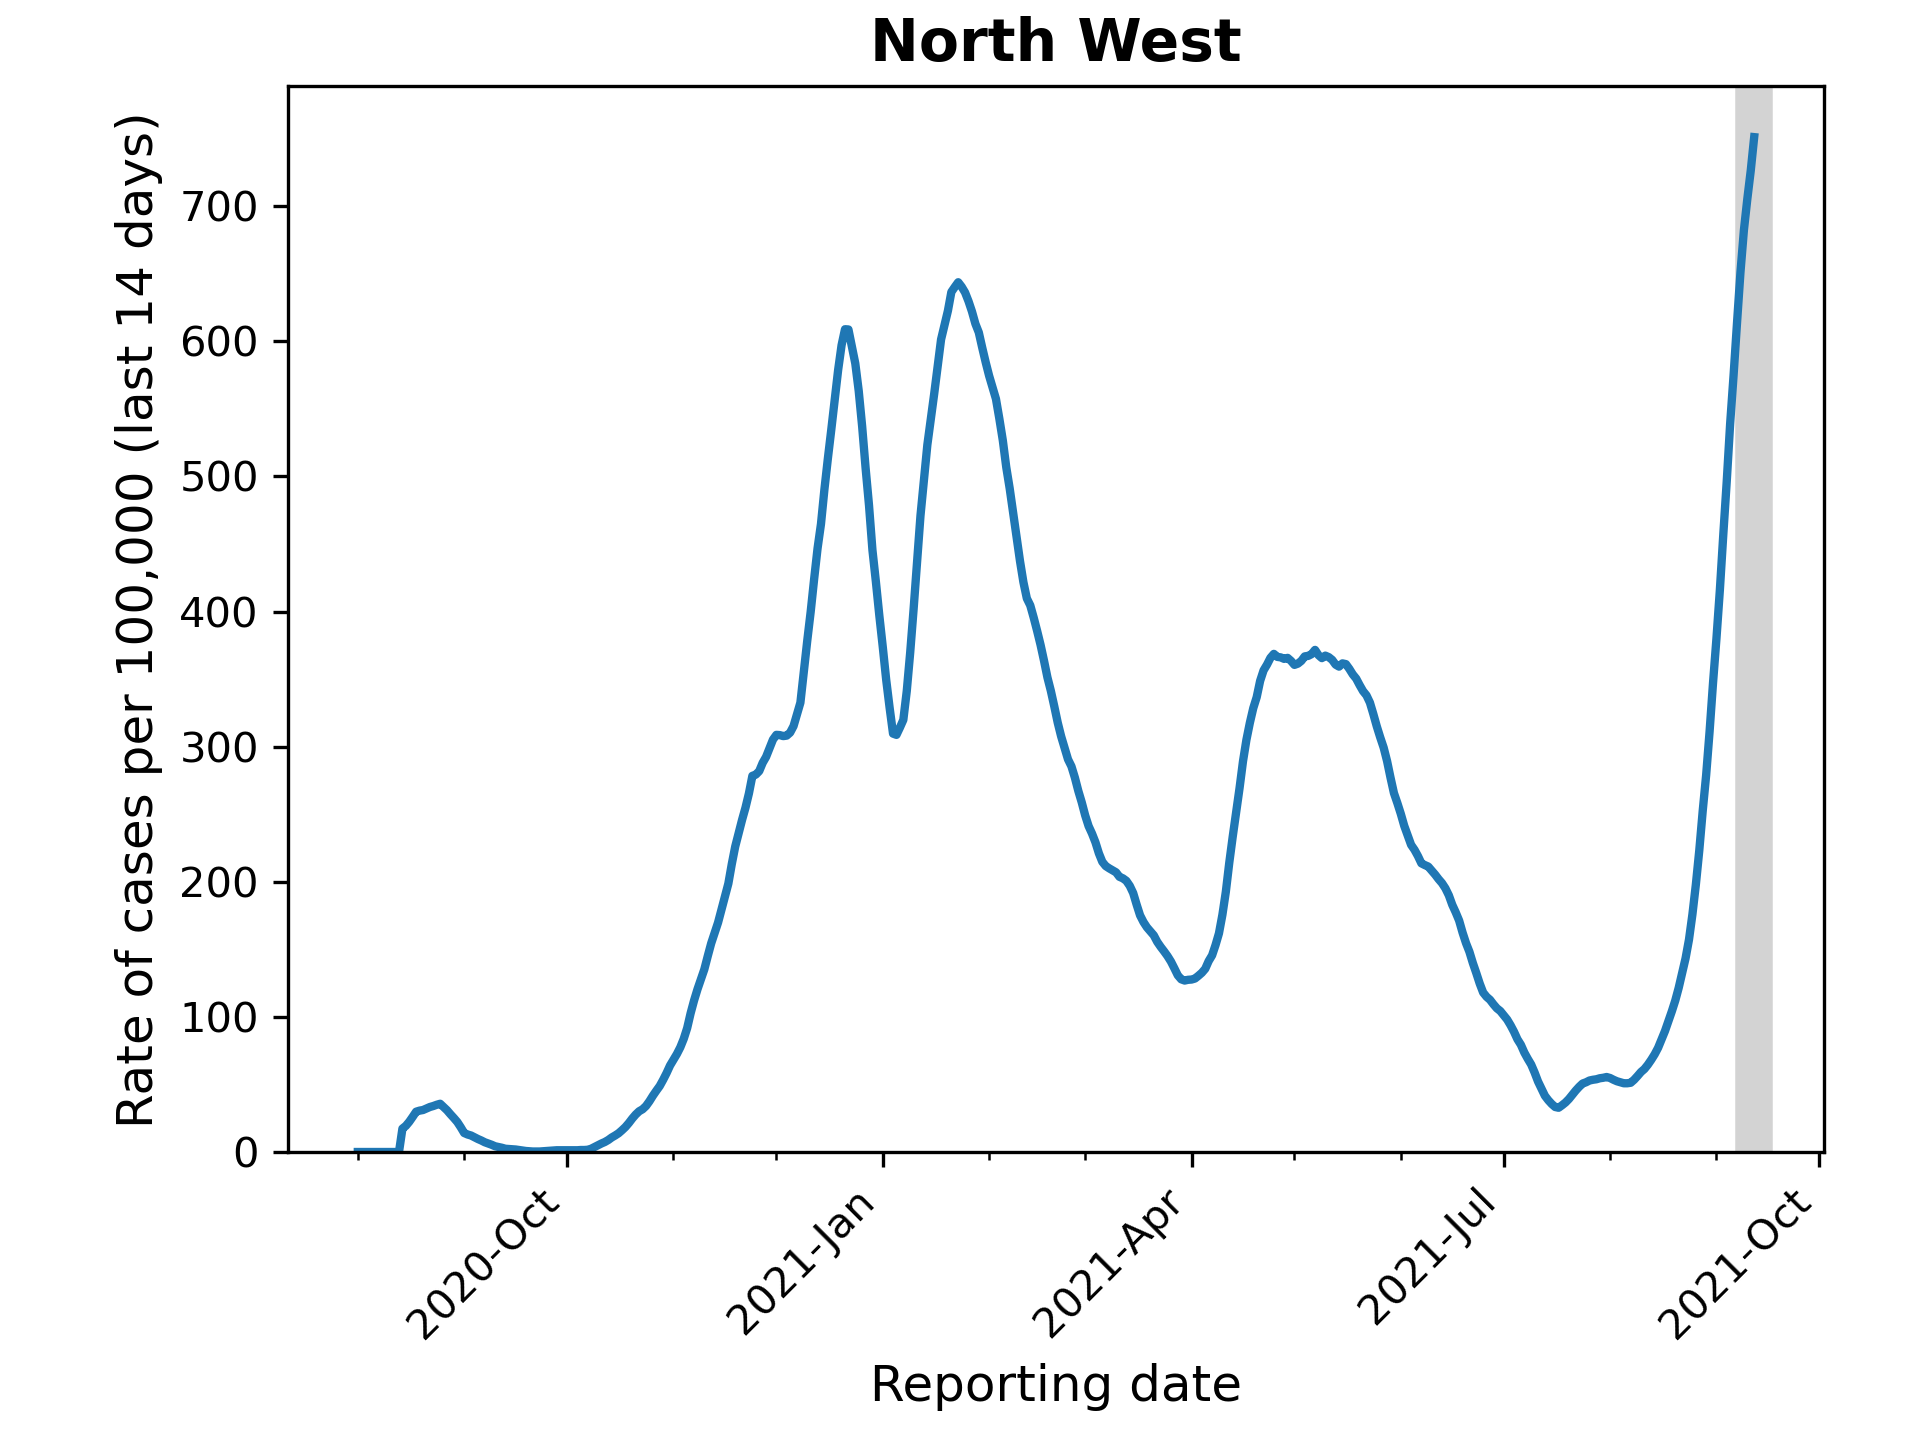 North West
Rate of cases per 100,000 (last 14 days)
700
600
500
400
300
200
100
0
2020-Oct
2021-Jan
2021-Apr
2021-Jul
2021-Oct
Reporting date